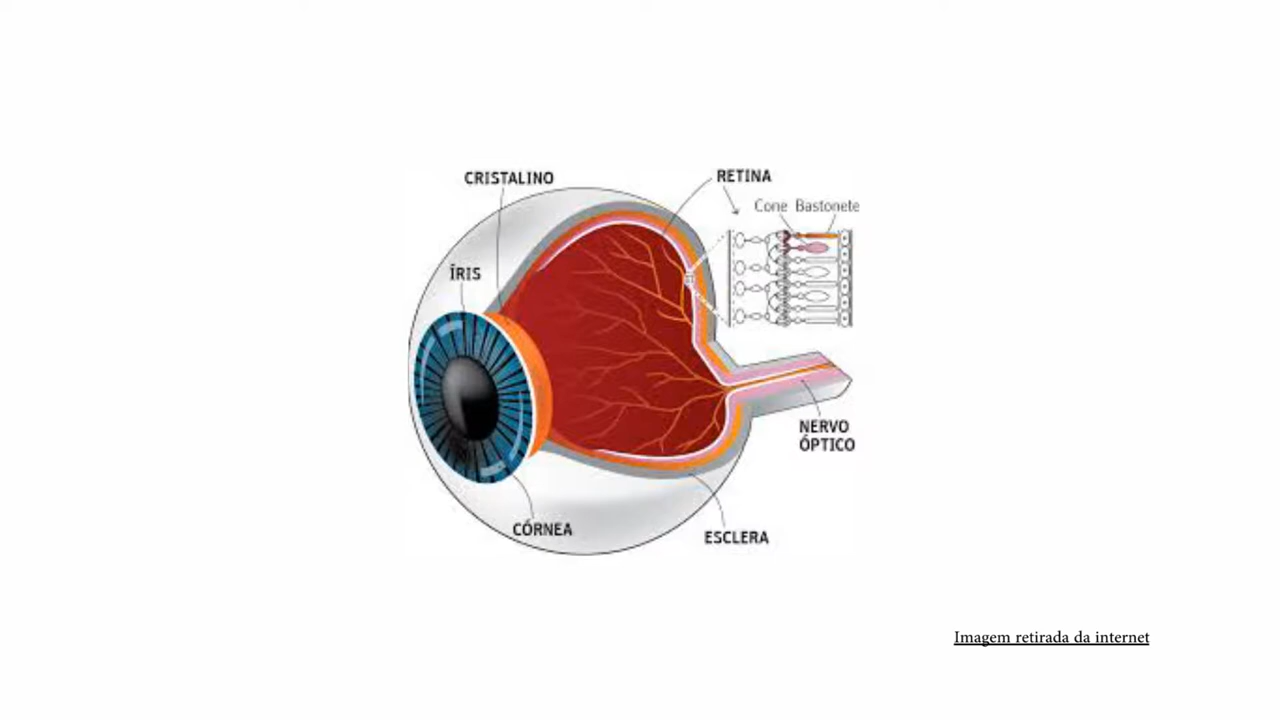 CRISTALINO
RETINA
Cone Bastonete
ÍRIS
NERVO
ÓPTICO
CÓRNEA
ESCLERA
Imagem retirada da internet